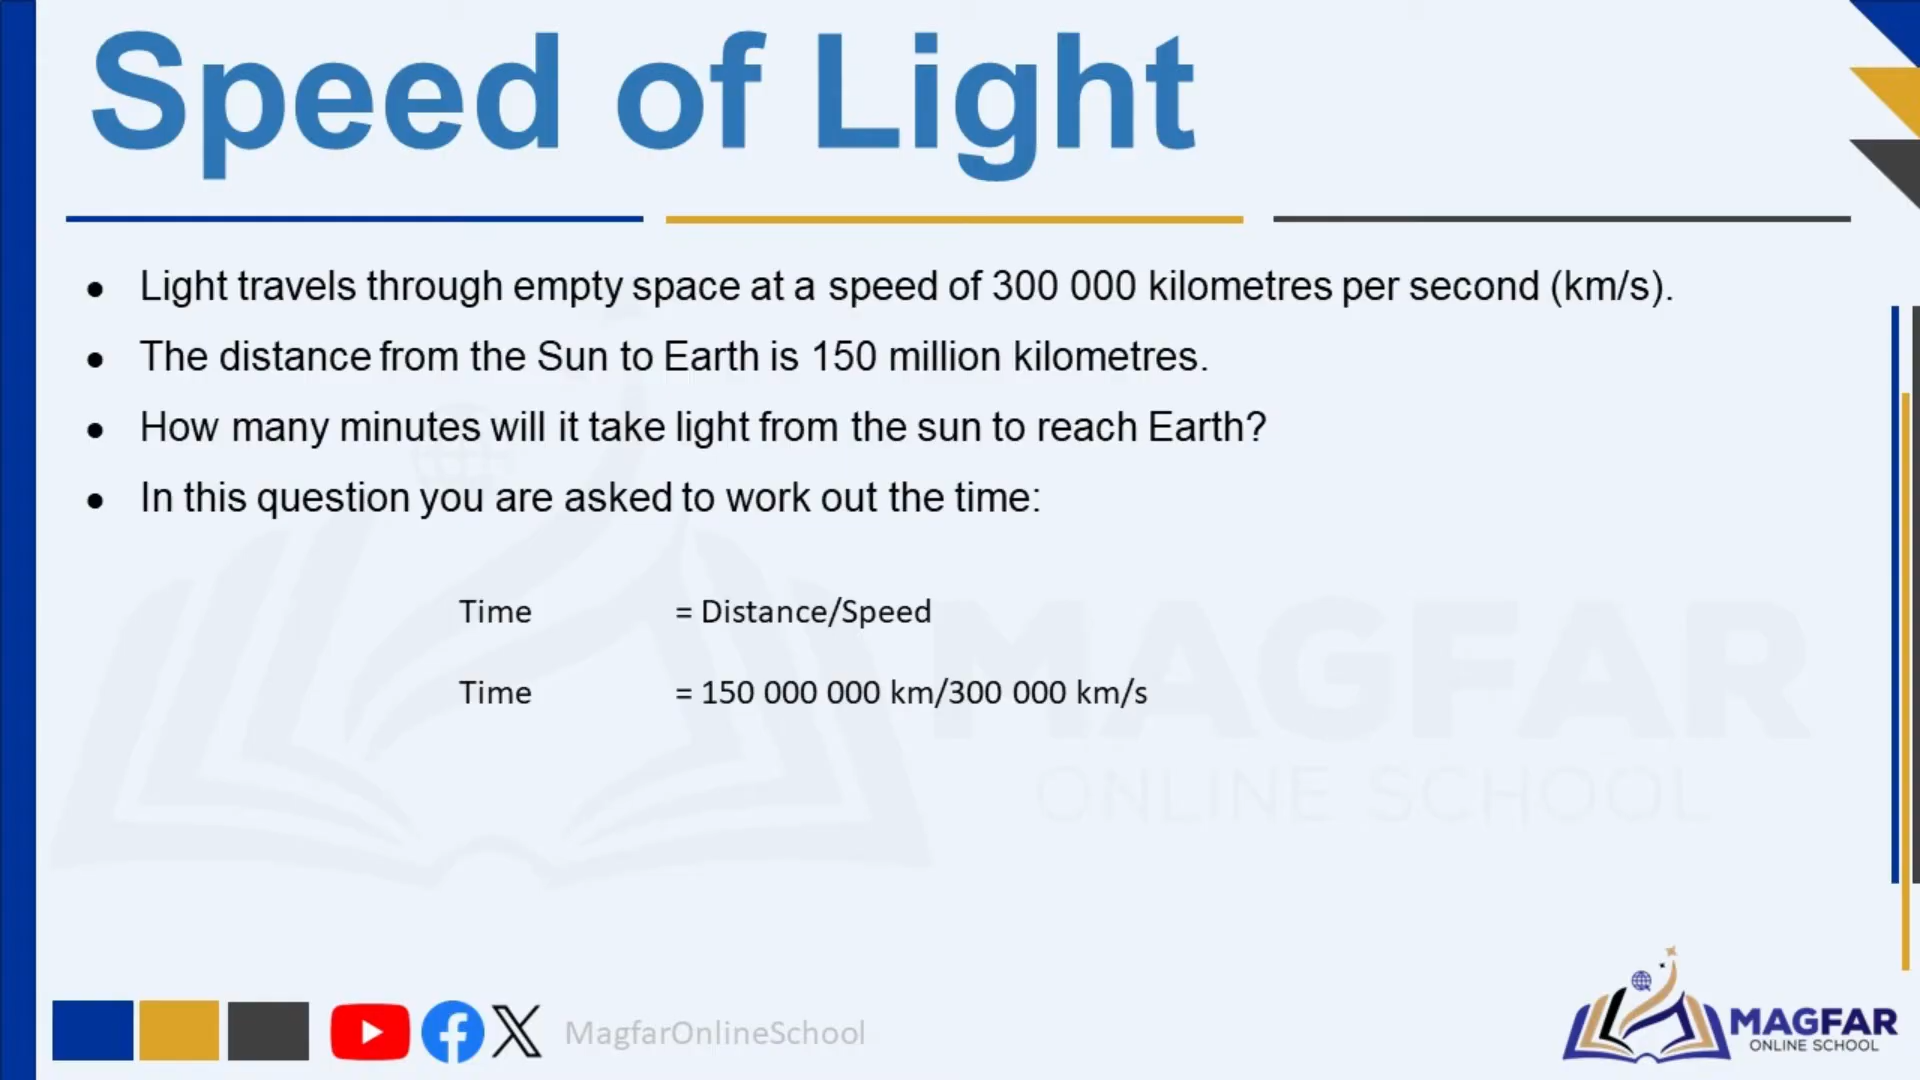 Speed of Light
• Light travels through empty space at a speed of 300 000 kilometres per second (km/s).
• The distance from the Sun to Earth is 150 million kilometres.
• How many minutes will it take light from the sun to reach Earth?
• In this question you are asked to work out the time:
Time = Distance/Speed
Time = 150 000 000 km/300 000 km/s
MAGFAR
ONLINE SCHOOL
MagfarOnlineSchool
MAGFAR
ONLINE SCHOOL